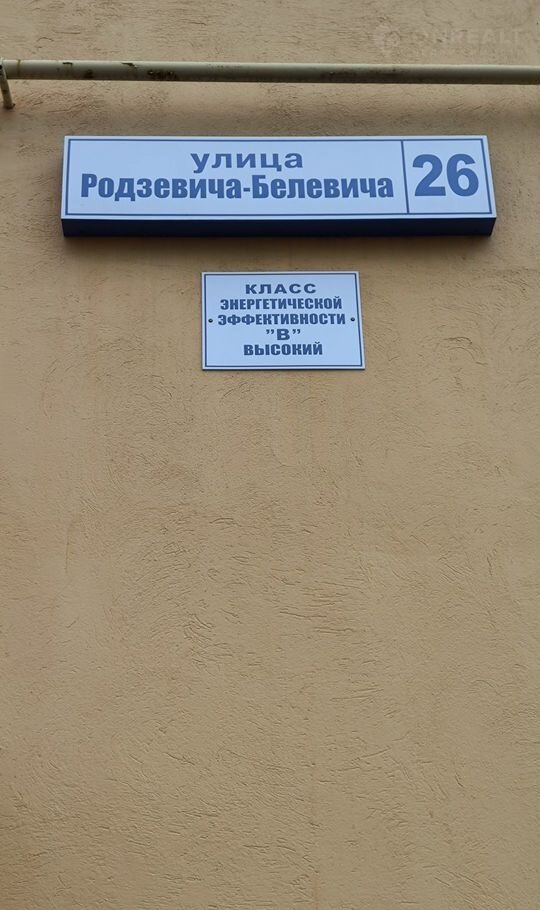 улица
Родзевича-Белевича
26
КЛАСС
ЭНЕРГЕТИЧЕСКОЙ
• ЭФФЕКТИВНОСТИ •
"В"
ВЫСОКИЙ